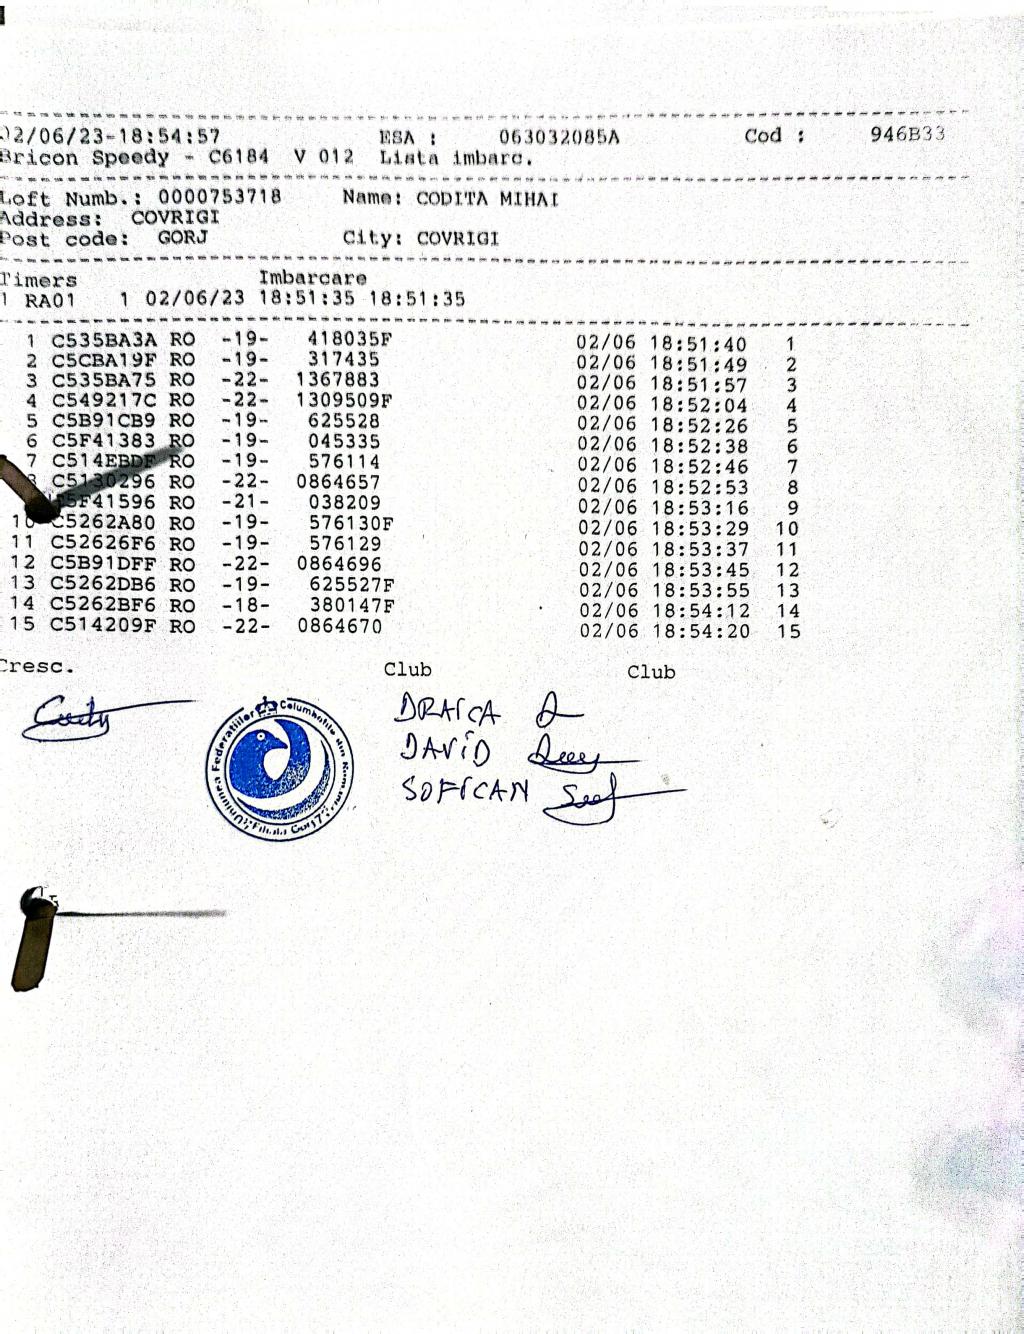 02/06/23-18:54:57 ESA : 063032085A Cod : 946B33
Bricon Speedy - C6184 V 012 Lista imbarc.
Loft Numb.: 0000753718 Name: CODITA MIHAI
Address: COVRIGI
Post code: GORJ City: COVRIGI
Timers Imbarcare
1 RA01 1 02/06/23 18:51:35 18:51:35
1 C535BA3A RO -19- 418035F 02/06 18:51:40 1
2 C5CBA19F RO -19- 317435 02/06 18:51:49 2
3 C535BA75 RO -22- 1367883 02/06 18:51:57 3
4 C549217C RO -22- 1309509F 02/06 18:52:04 4
5 C5B91CB9 RO -19- 625528 02/06 18:52:26 5
6 C5F41383 RO -19- 045335 02/06 18:52:38 6
7 C514EBDF RO -19- 576114 02/06 18:52:46 7
8 C5130296 RO -22- 0864657 02/06 18:52:53 8
RO -21- 038209 02/06 18:53:16 9
10 C5262A80 RO -19- 576130F 02/06 18:53:29 10
11 C52626F6 RO -19- 576129 02/06 18:53:37 11
12 C5B91DFF RO -22- 0864696 02/06 18:53:45 12
13 C5262DB6 RO -19- 625527F 02/06 18:53:55 13
14 C5262BF6 RO -18- 380147F 02/06 18:54:12 14
15 C514209F RO -22- 0864670 02/06 18:54:20 15
Cresc. Club Club
DRAICA
DAVID
SOFICAN
Uniunea Federatiilor Columbofile din
Filiala Gorj